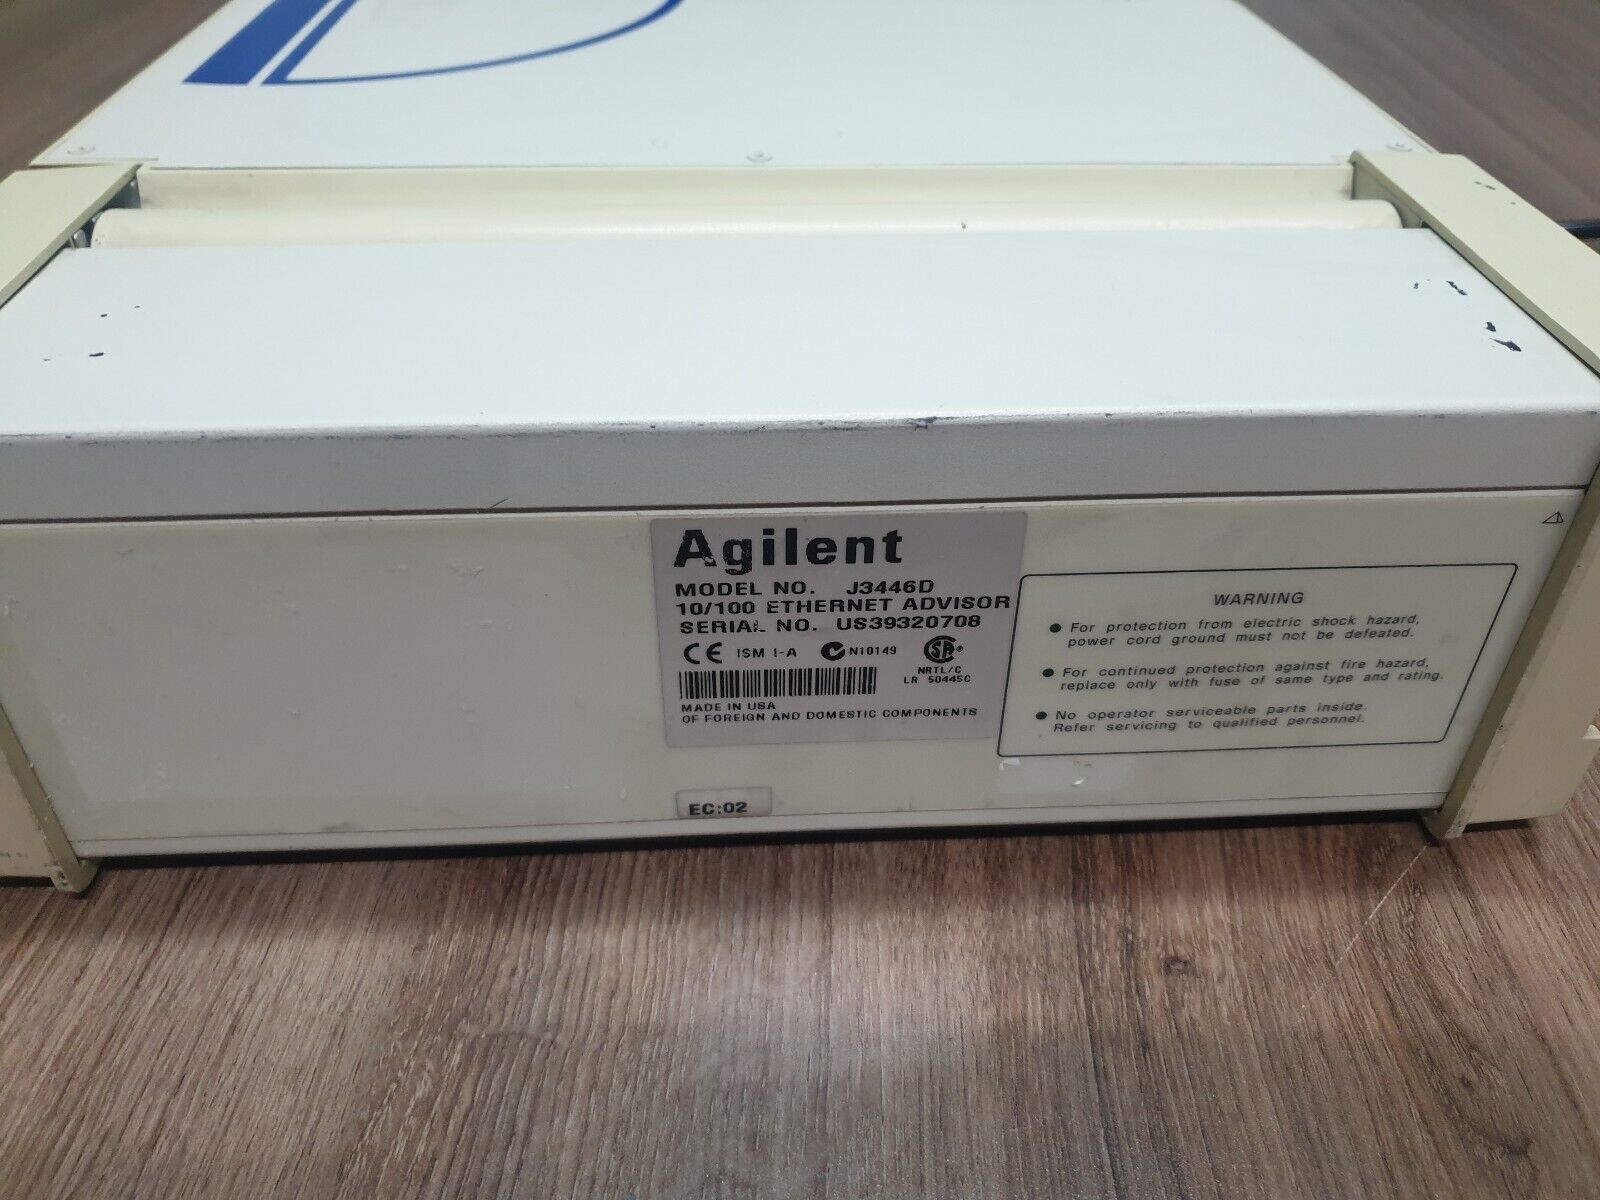 Agilent
MODEL NO. J3446D
10/100 ETHERNET ADVISOR
SERIAL NO. US39320708
CE ISM 1-A N10149 SA®
NRTL/C
LR 50445C
MADE IN USA
OF FOREIGN AND DOMESTIC COMPONENTS
EC:02
WARNING
● For protection from electric shock hazard,
power cord ground must not be defeated.
● For continued protection against fire hazard,
replace only with fuse of same type and rating.
● No operator serviceable parts inside.
Refer servicing to qualified personnel.